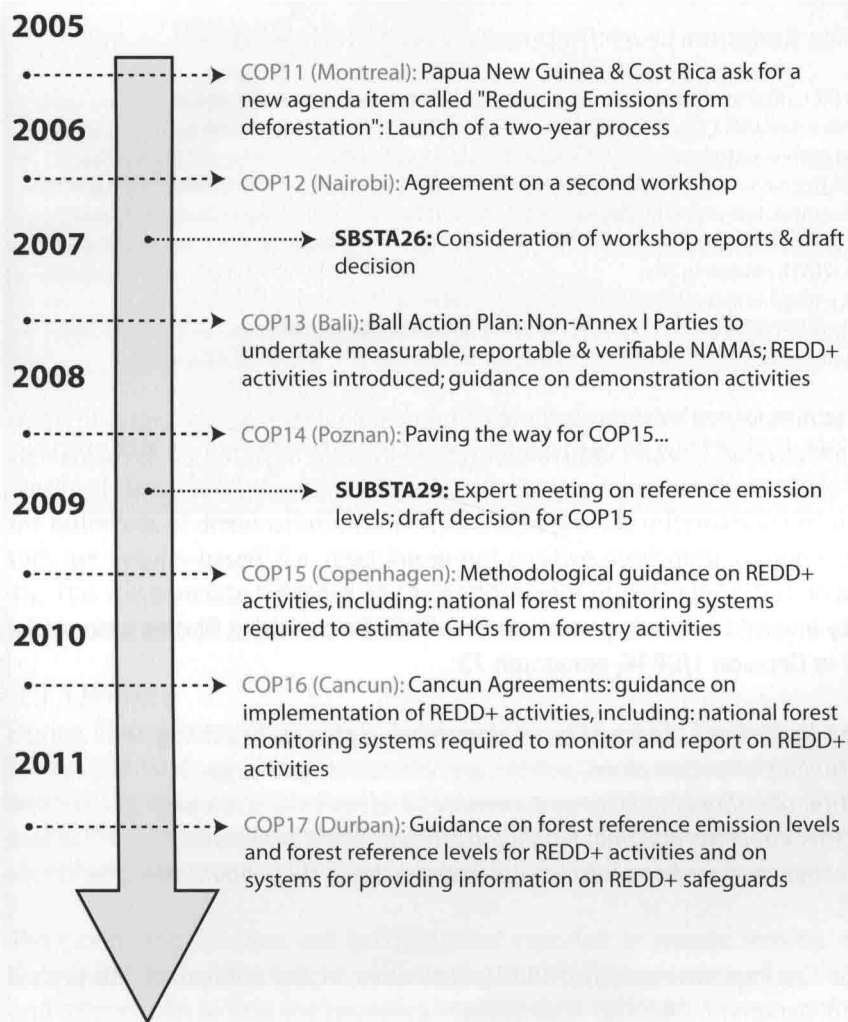 2005
COP11 (Montreal): Papua New Guinea & Cost Rica ask for a
new agenda item called "Reducing Emissions from
deforestation": Launch of a two-year process
2006
COP12 (Nairobi): Agreement on a second workshop
2007
SBSTA26: Consideration of workshop reports & draft
decision
COP13 (Bali): Ball Action Plan: Non-Annex I Parties to
undertake measurable, reportable & verifiable NAMAs; REDD+
activities introduced; guidance on demonstration activities
2008
COP14 (Poznan): Paving the way for COP15...
2009
SUBSTA29: Expert meeting on reference emission
levels; draft decision for COP15
COP15 (Copenhagen): Methodological guidance on REDD+
activities, including: national forest monitoring systems
required to estimate GHGs from forestry activities
2010
COP16 (Cancun): Cancun Agreements: guidance on
implementation of REDD+ activities, including: national forest
monitoring systems required to monitor and report on REDD+
activities
2011
COP17 (Durban): Guidance on forest reference emission levels
and forest reference levels for REDD+ activities and on
systems for providing information on REDD+ safeguards